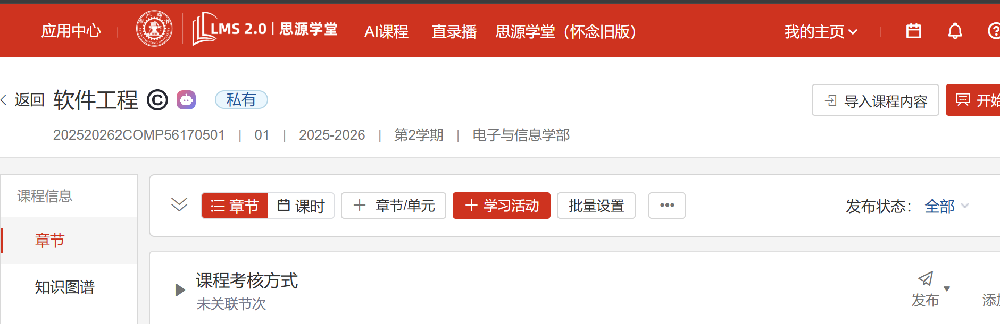 应用中心 | LMS 2.0 | 思源学堂 AI课程 直录播 思源学堂（怀念旧版） 我的主页
返回 软件工程 © 私有 导入课程内容 开始
202520262COMP56170501 | 01 | 2025-2026 | 第2学期 | 电子与信息学部
课程信息
章节 课时 + 章节/单元 + 学习活动 批量设置 ••• 发布状态： 全部
章节
课程考核方式
知识图谱
未关联节次
发布